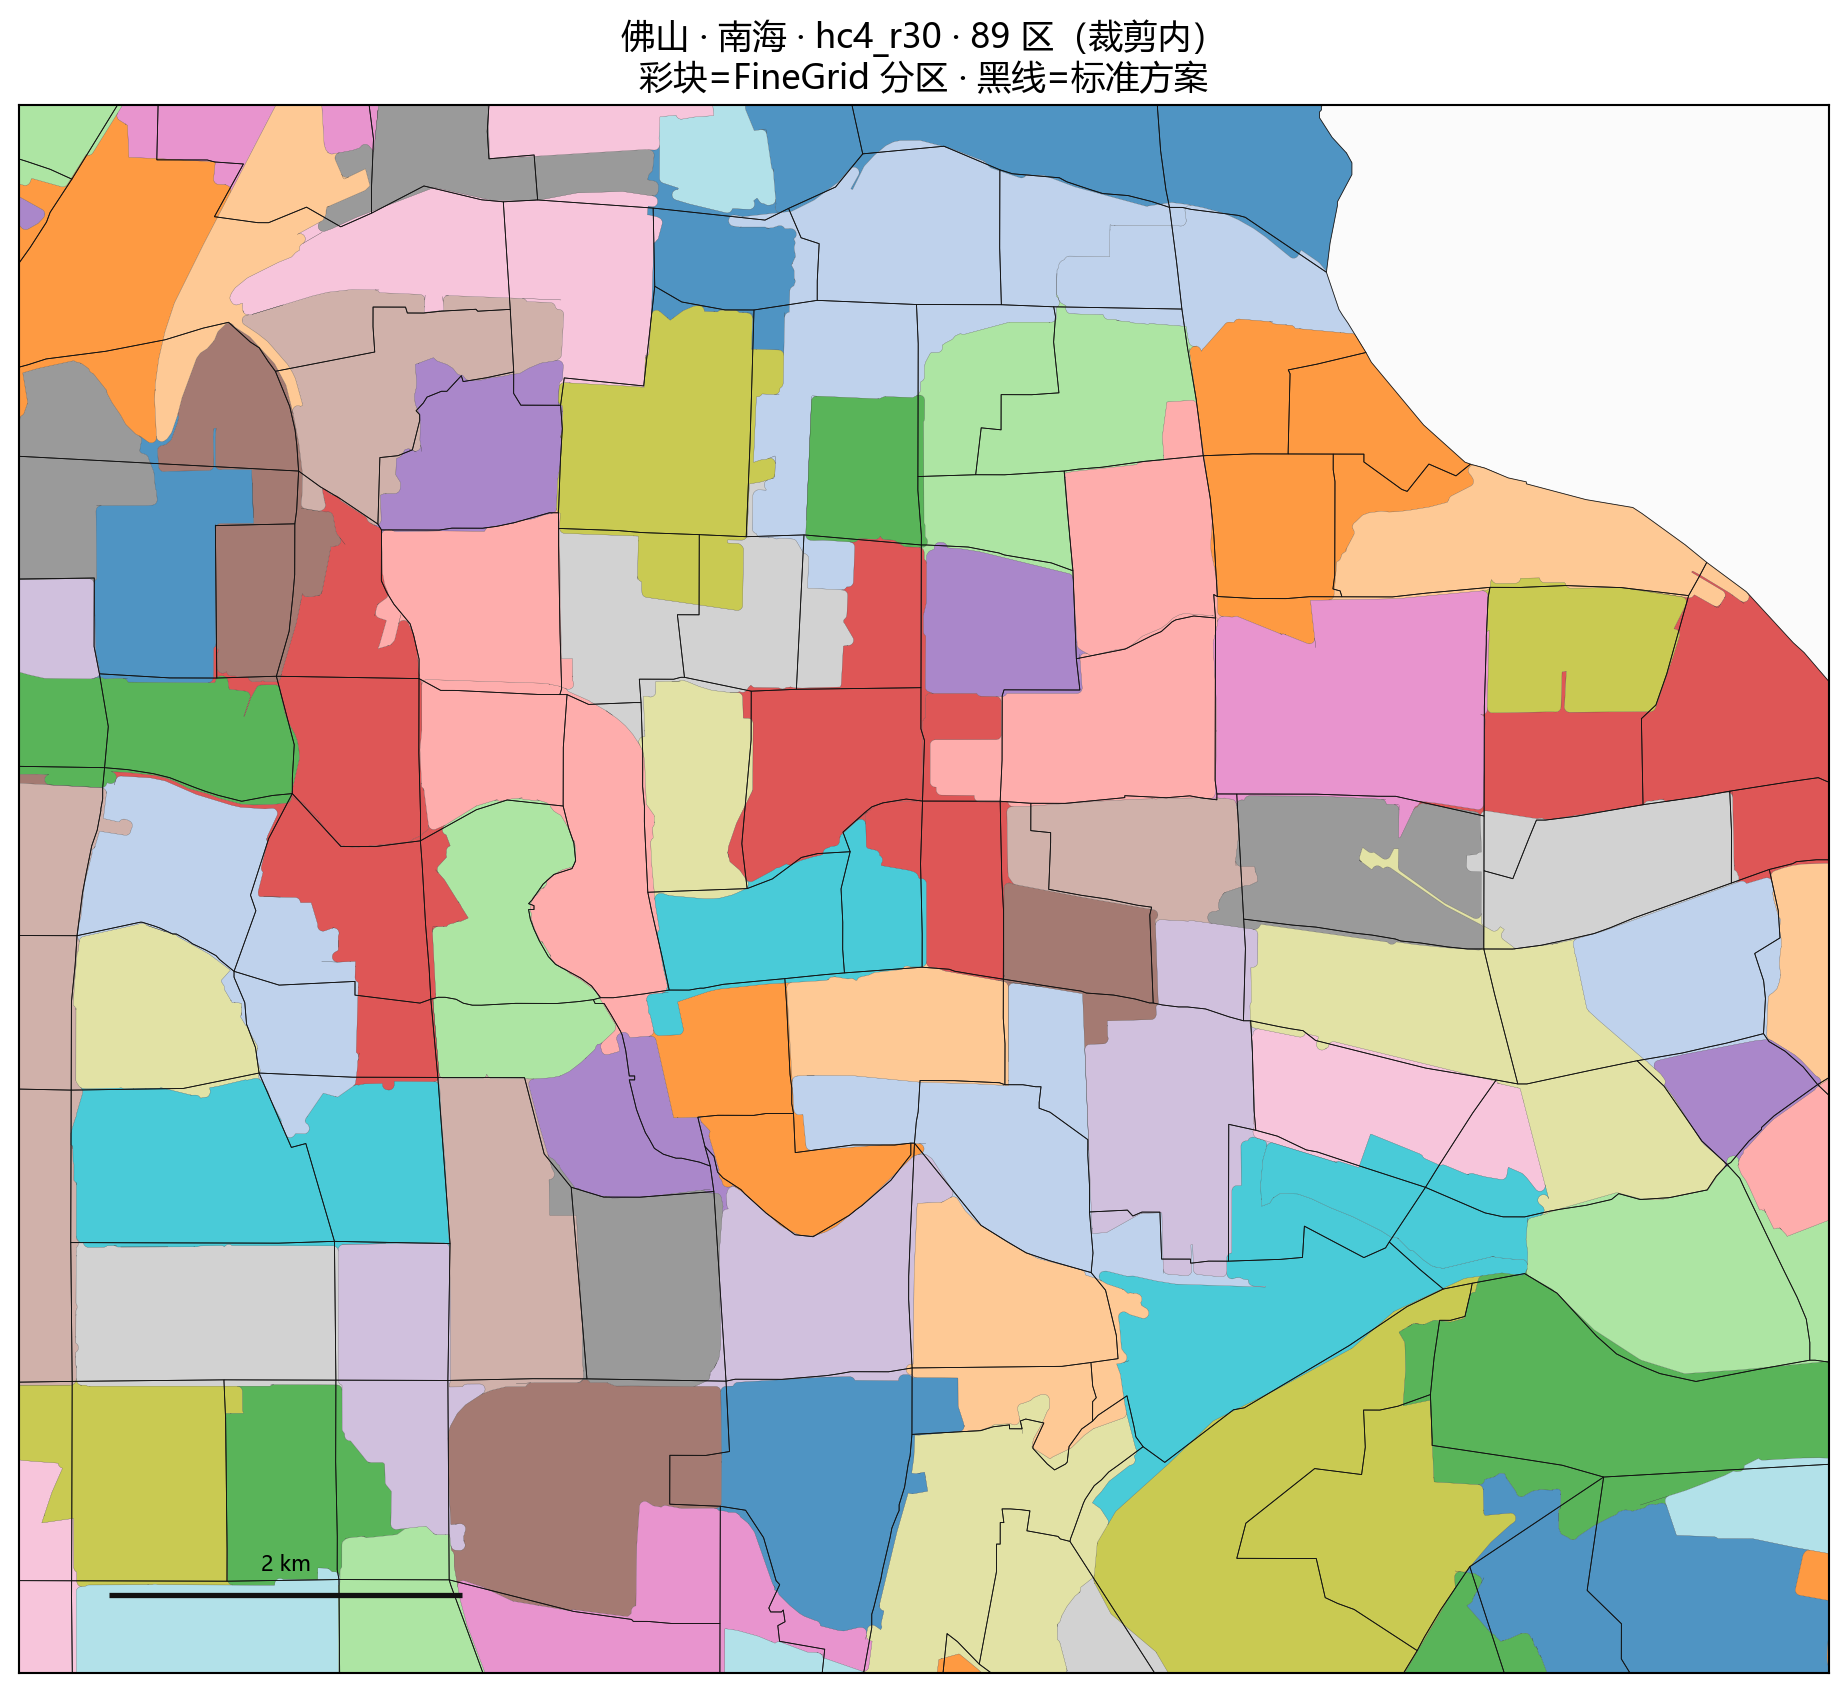 佛山 · 南海 · hc4_r30 · 89 区（裁剪内）
彩块=FineGrid 分区 · 黑线=标准方案
2 km